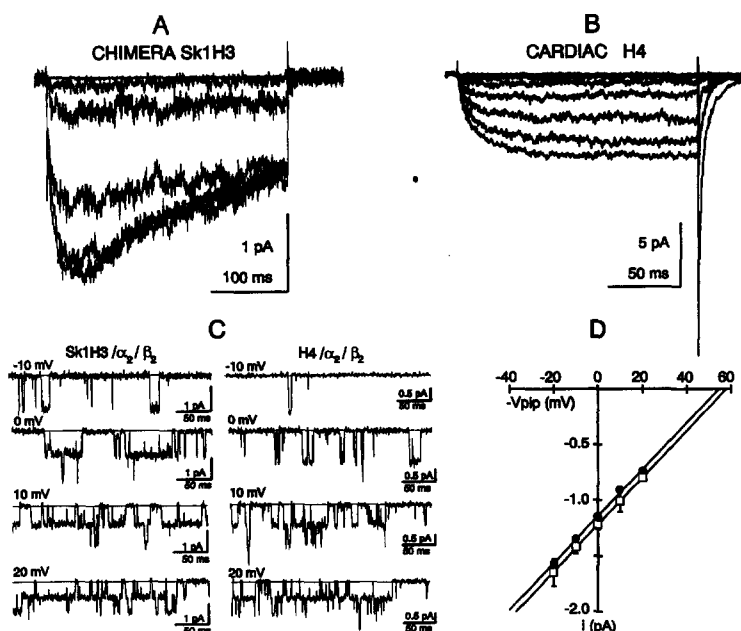 A
CHIMERA Sk1H3
1 pA
100 ms
B
CARDIAC H4
5 pA
50 ms
C
Sk1H3/α2/β2
-10 mV
1 pA
50 ms
0 mV
1 pA
50 ms
10 mV
1 pA
50 ms
20 mV
1 pA
50 ms
H4/α2/β2
-10 mV
0.5 pA
50 ms
0 mV
0.5 pA
50 ms
10 mV
0.5 pA
50 ms
20 mV
0.5 pA
50 ms
D
-40 -20 0 20 40 60
-Vpip (mV)
-0.5
-1.0
-2.0
i (pA)